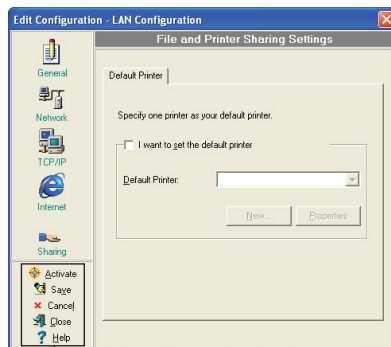 Edit Configuration - LAN Configuration
File and Printer Sharing Settings
General
Network
TCP/IP
Internet
Sharing
Activate
Save
Cancel
Close
Help
Default Printer
Specify one printer as your default printer.
I want to set the default printer
Default Printer:
New...
Properties